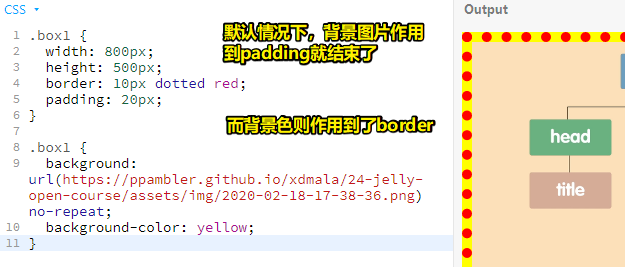 CSS
Output
1 .box1 {
2 width: 800px;
3 height: 500px;
4 border: 10px dotted red;
5 padding: 20px;
6 }
7
8 .box1 {
9 background:
url(https://ppambler.github.io/xdmala/24-jelly-
open-course/assets/img/2020-02-18-17-38-36.png)
no-repeat;
10 background-color: yellow;
11 }
默认情况下，背景图片作用
到padding就结束了
而背景色则作用到了border
head
title